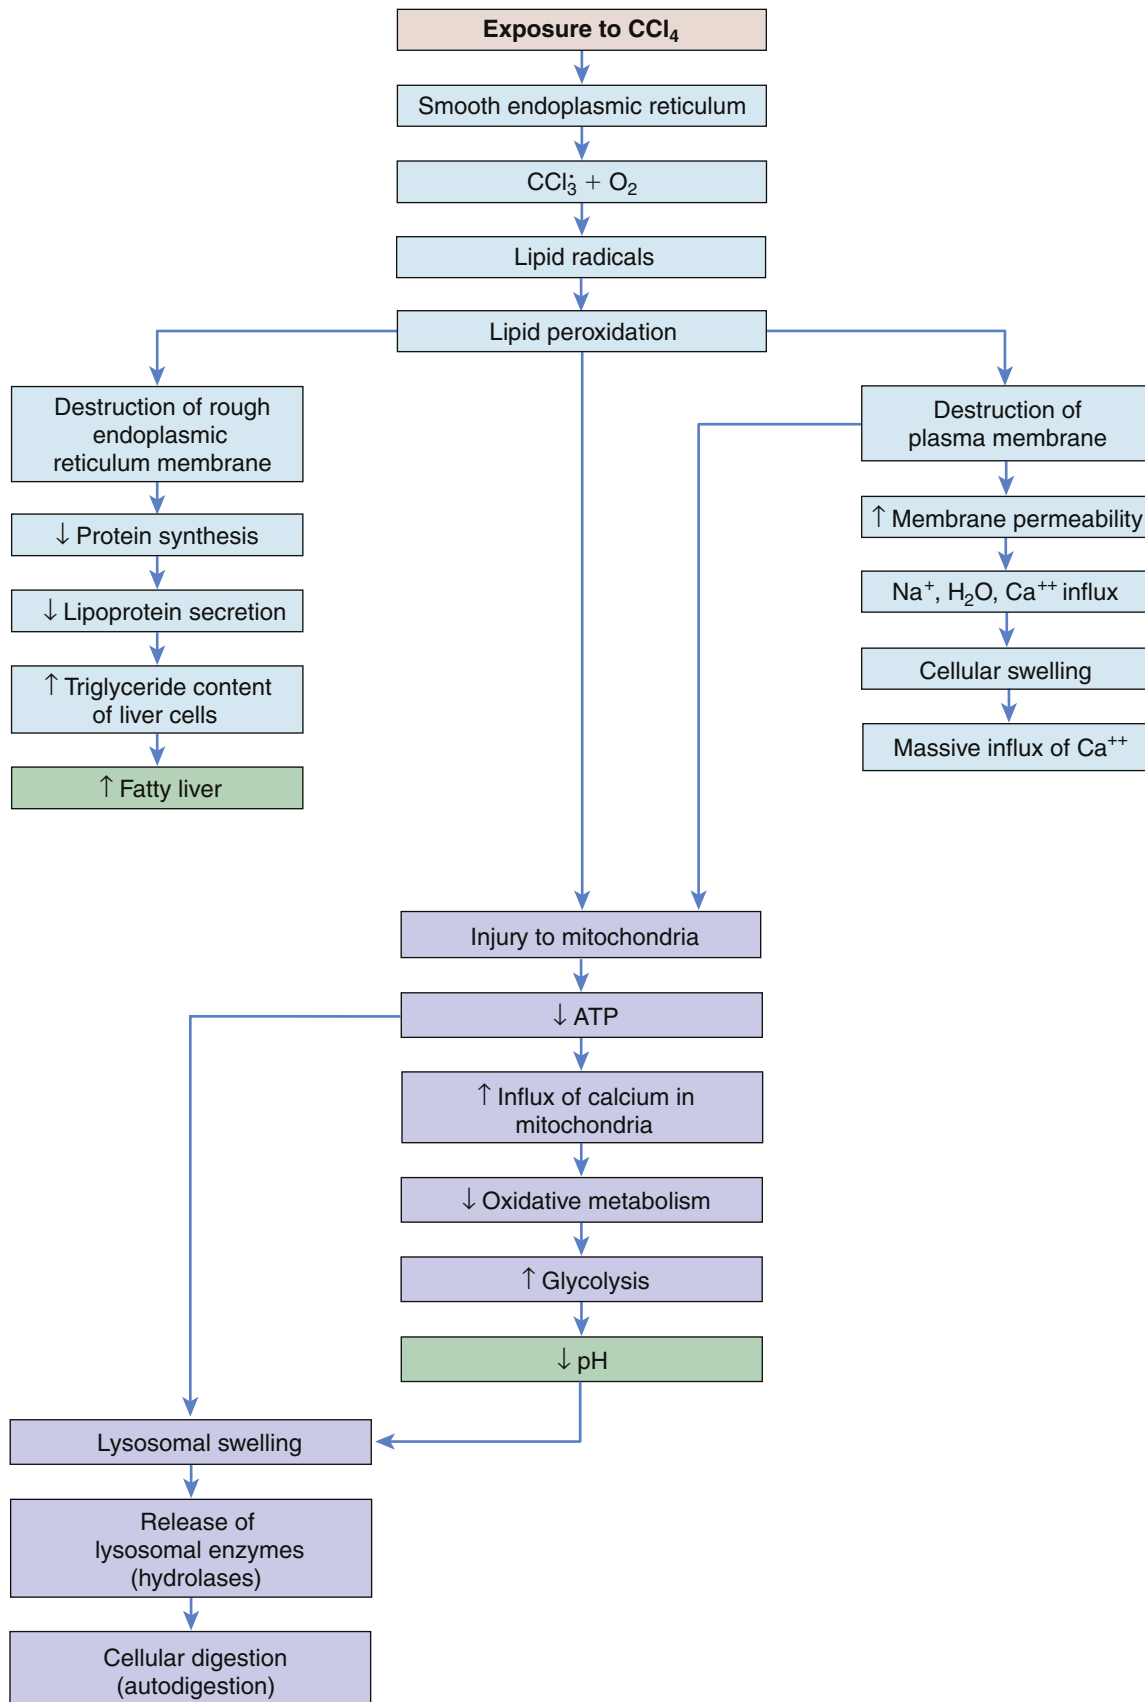 Exposure to CCl₄
Smooth endoplasmic reticulum
CCl₃˙ + O₂
Lipid radicals
Lipid peroxidation
Destruction of rough
endoplasmic
reticulum membrane
↓ Protein synthesis
↓ Lipoprotein secretion
↑ Triglyceride content
of liver cells
↑ Fatty liver
Destruction of
plasma membrane
↑ Membrane permeability
Na⁺, H₂O, Ca⁺⁺ influx
Cellular swelling
Massive influx of Ca⁺⁺
Injury to mitochondria
↓ ATP
↑ Influx of calcium in
mitochondria
↓ Oxidative metabolism
↑ Glycolysis
↓ pH
Lysosomal swelling
Release of
lysosomal enzymes
(hydrolases)
Cellular digestion
(autodigestion)